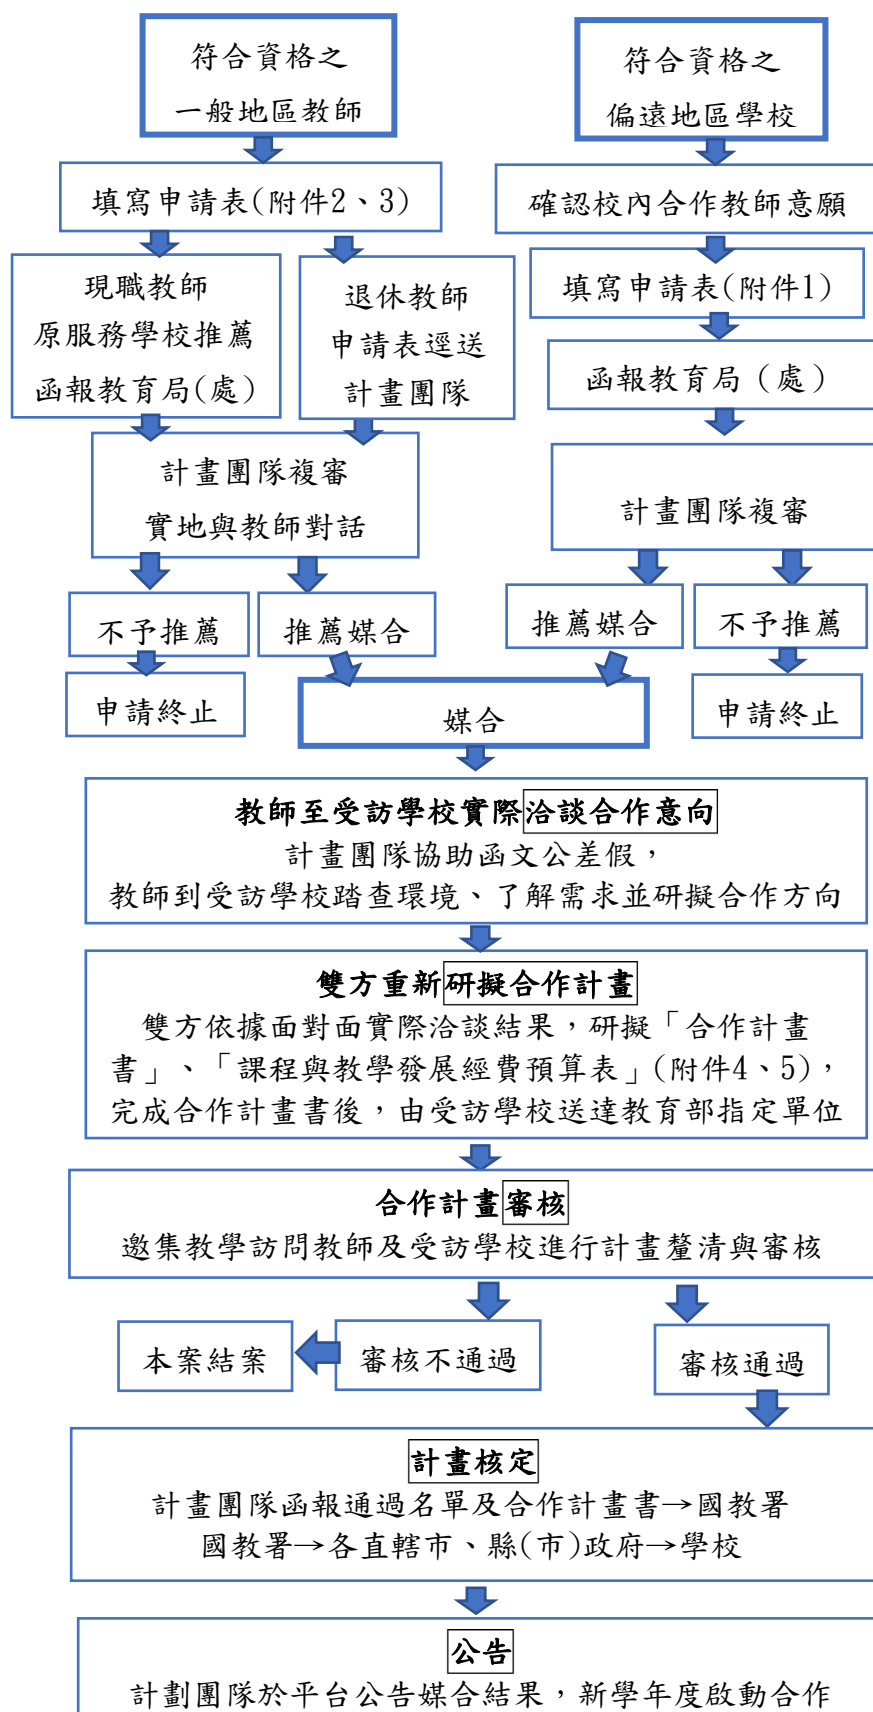 符合資格之
一般地區教師
符合資格之
偏遠地區學校
填寫申請表(附件2、3)
確認校內合作教師意願
現職教師
原服務學校推薦
函報教育局(處)
退休教師
申請表逕送
計畫團隊
填寫申請表(附件1)
函報教育局（處）
計畫團隊複審
實地與教師對話
計畫團隊複審
不予推薦
推薦媒合
推薦媒合
不予推薦
申請終止
申請終止
媒合
教師至受訪學校實際洽談合作意向
計畫團隊協助函文公差假，
教師到受訪學校踏查環境、了解需求並研擬合作方向
雙方重新研擬合作計畫
雙方依據面對面實際洽談結果，研擬「合作計畫
書」、「課程與教學發展經費預算表」(附件4、5)，
完成合作計畫書後，由受訪學校送達教育部指定單位
合作計畫審核
邀集教學訪問教師及受訪學校進行計畫釐清與審核
本案結案
審核不通過
審核通過
計畫核定
計畫團隊函報通過名單及合作計畫書→國教署
國教署→各直轄市、縣(市)政府→學校
公告
計劃團隊於平台公告媒合結果，新學年度啟動合作